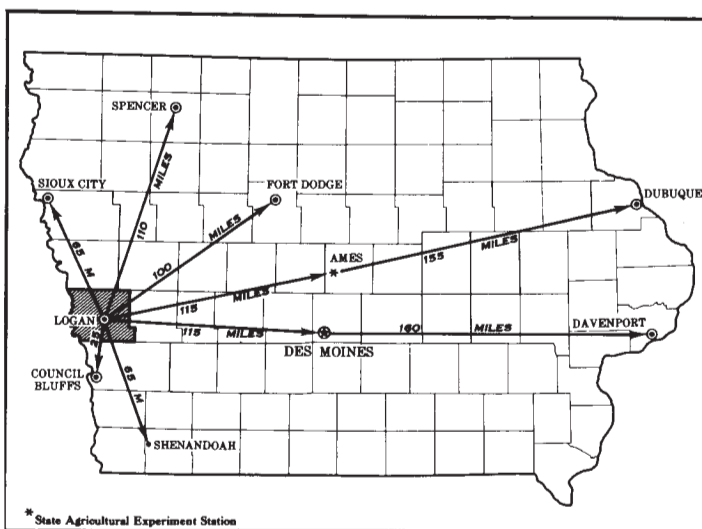 SPENCER
110 MILES
SIOUX CITY
FORT DODGE
DUBUQUE
65 M
100 MILES
AMES
*
155 MILES
115 MILES
LOGAN
115 MILES
160 MILES
DAVENPORT
DES MOINES
25
COUNCIL
BLUFFS
65 M
SHENANDOAH
* State Agricultural Experiment Station